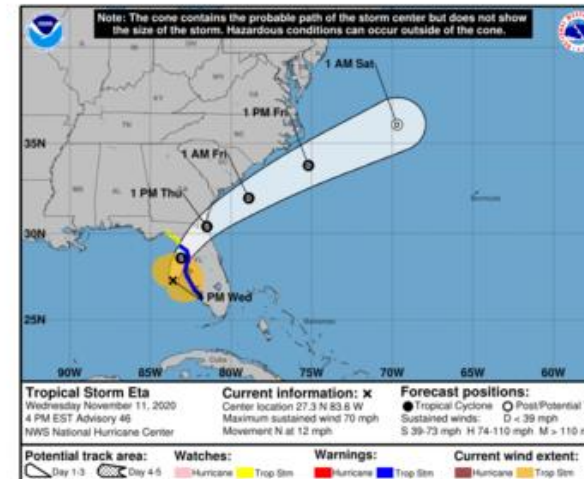 Note: The cone contains the probable path of the storm center but does not show
the size of the storm. Hazardous conditions can occur outside of the cone.
NOAA
1 AM Sat
1 PM Fri
35N
1 AM Fri
1 PM Thu
Bermuda
30N
FL
PM Wed
25N
Bahamas
Cuba
90W 85W 80W 75W 70W 65W 60W
Tropical Storm Eta
Wednesday November 11, 2020
4 PM EST Advisory 46
NWS National Hurricane Center
Current information: ×
Center location 27.3 N 83.6 W
Maximum sustained wind 70 mph
Movement N at 12 mph
Forecast positions:
Tropical Cyclone Post/Potential
Sustained winds: D < 39 mph
S 39-73 mph H 74-110 mph M > 110 m
Potential track area:
Day 1-3 Day 4-5
Watches:
Hurricane Trop Stm
Warnings:
Hurricane Trop Stm
Current wind extent:
Hurricane Trop Stm